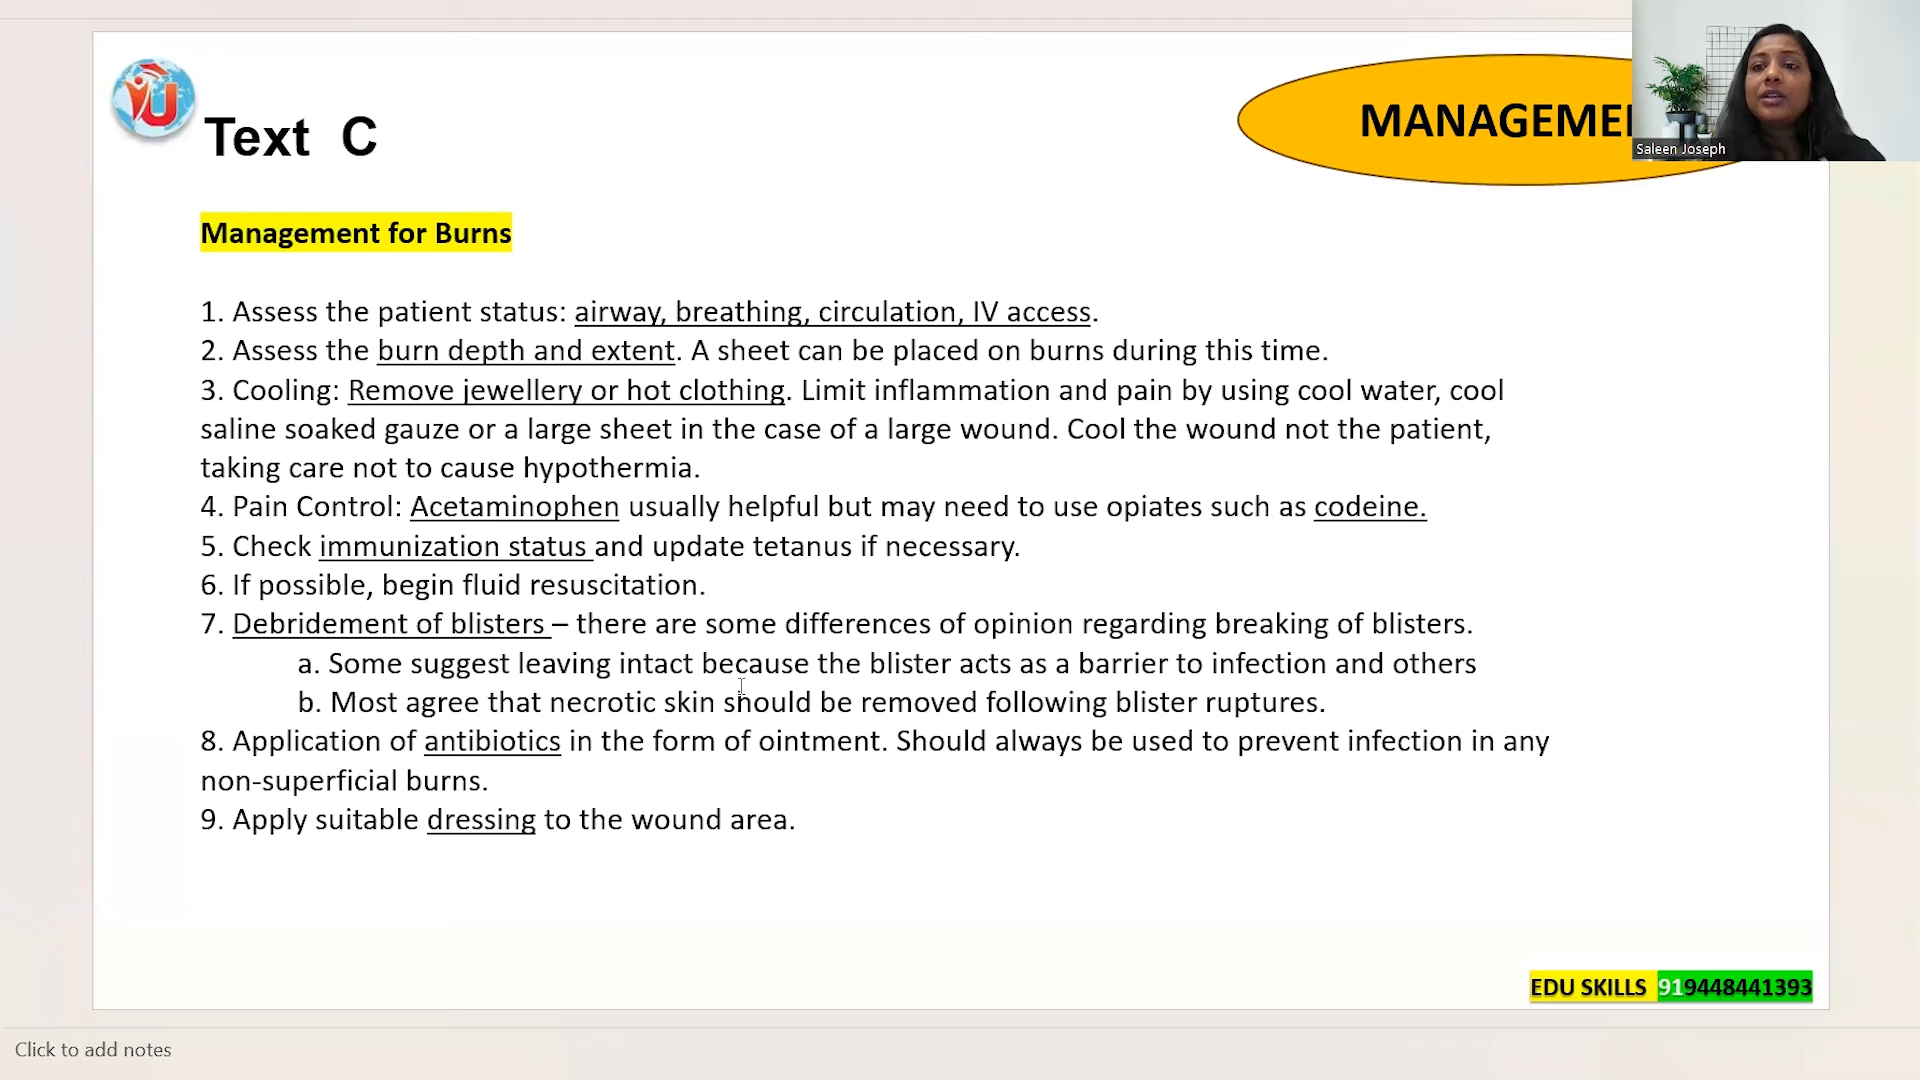 Text C
MANAGEME
Saleen Joseph
Management for Burns
1. Assess the patient status: airway, breathing, circulation, IV access.
2. Assess the burn depth and extent. A sheet can be placed on burns during this time.
3. Cooling: Remove jewellery or hot clothing. Limit inflammation and pain by using cool water, cool
saline soaked gauze or a large sheet in the case of a large wound. Cool the wound not the patient,
taking care not to cause hypothermia.
4. Pain Control: Acetaminophen usually helpful but may need to use opiates such as codeine.
5. Check immunization status and update tetanus if necessary.
6. If possible, begin fluid resuscitation.
7. Debridement of blisters – there are some differences of opinion regarding breaking of blisters.
a. Some suggest leaving intact because the blister acts as a barrier to infection and others
b. Most agree that necrotic skin should be removed following blister ruptures.
8. Application of antibiotics in the form of ointment. Should always be used to prevent infection in any
non-superficial burns.
9. Apply suitable dressing to the wound area.
EDU SKILLS 919448441393
Click to add notes